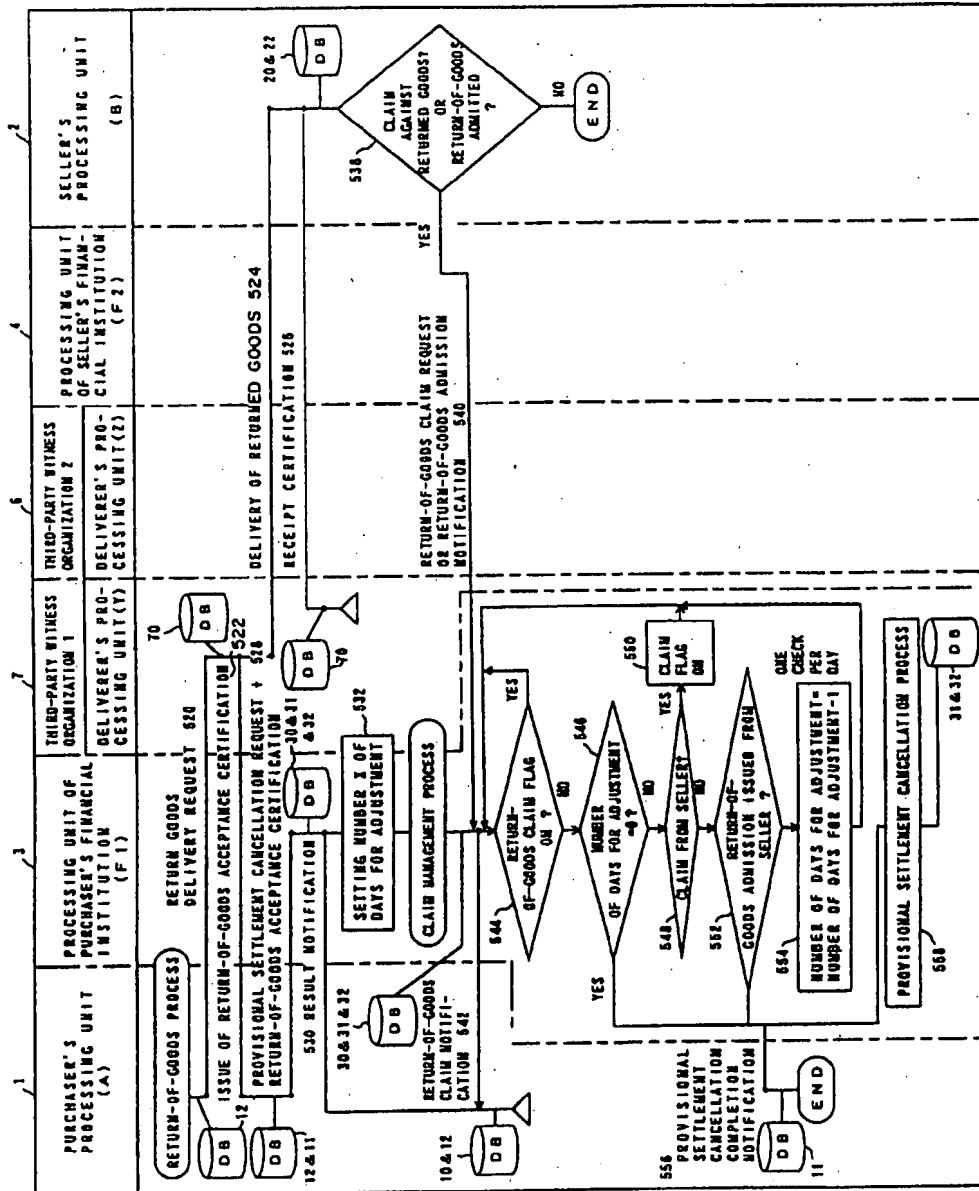 1
PURCHASER'S
PROCESSING UNIT
(A)
3
PROCESSING UNIT OF
PURCHASER'S FINANCIAL
INSTITUTION
(F1)
7
THIRD-PARTY WITNESS
ORGANIZATION 1
DELIVERER'S PRO-
CESSING UNIT(Y)
6
THIRD-PARTY WITNESS
ORGANIZATION 2
DELIVERER'S PRO-
CESSING UNIT(Z)
4
PROCESSING UNIT
OF SELLER'S FINAN-
CIAL INSTITUTION
(F2)
2
SELLER'S
PROCESSING UNIT
(B)
RETURN-OF-GOODS PROCESS
DB
12
RETURN GOODS
DELIVERY REQUEST 520
70
DB
ISSUE OF RETURN-OF-GOODS ACCEPTANCE CERTIFICATION
522
DELIVERY OF RETURNED GOODS 524
20&22
DB
DB
12&11
PROVISIONAL SETTLEMENT CANCELLATION REQUEST + 528
RETURN-OF-GOODS ACCEPTANCE CERTIFICATION
RECEIPT CERTIFICATION 526
DB
70
530 RESULT NOTIFICATION
30&31
&32
DB
538
CLAIM
AGAINST
RETURNED GOODS?
OR
RETURN-OF-GOODS
ADMITTED
?
YES
NO
END
SETTING NUMBER X OF
DAYS FOR ADJUSTMENT
532
CLAIM MANAGEMENT PROCESS
30&31&32
DB
RETURN-OF-GOODS CLAIM REQUEST
OR RETURN-OF-GOODS ADMISSION
NOTIFICATION 540
RETURN-OF-GOODS
CLAIM NOTIFI-
CATION 542
10&12
DB
544
RETURN-
OF-GOODS CLAIM FLAG
ON ?
YES
NO
546
NUMBER
OF DAYS FOR ADJUSTMENT
=0 ?
YES
NO
548
CLAIM FROM SELLER?
YES
NO
550
CLAIM
FLAG
ON
552
RETURN-OF-
GOODS ADMISSION ISSUED FROM
SELLER
?
554
NUMBER OF DAYS FOR ADJUSTMENT=
NUMBER OF DAYS FOR ADJUSTMENT-1
ONE
CHECK
PER
DAY
556 PROVISIONAL
SETTLEMENT
CANCELLATION
COMPLETION
NOTIFICATION
DB
11
END
PROVISIONAL SETTLEMENT CANCELLATION PROCESS
558
DB
31&32